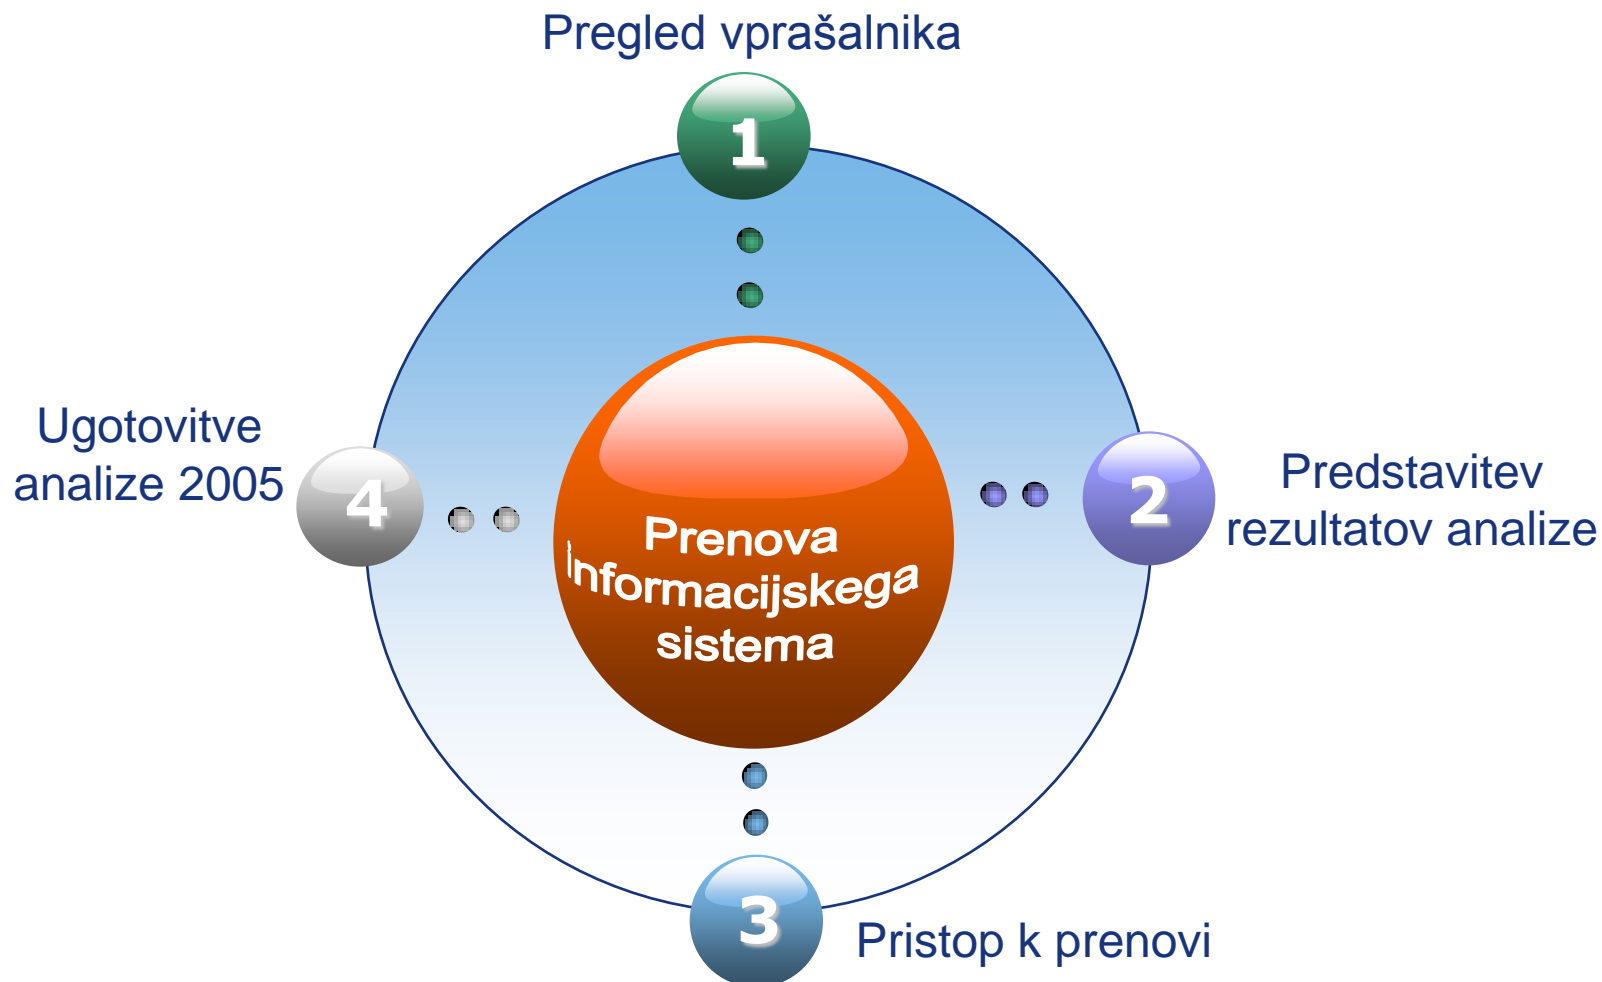 Pregled vprašalnika
1
Ugotovitve
analize 2005
4
Prenova
informacijskega
sistema
2
Predstavitev
rezultatov analize
3
Pristop k prenovi